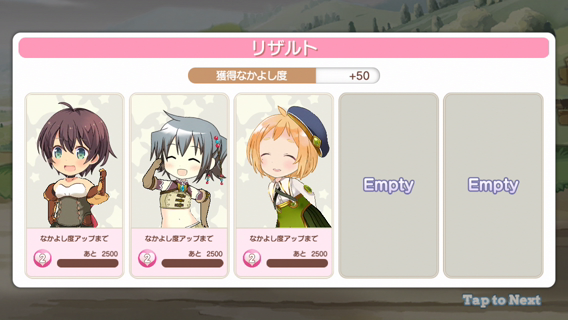 リザルト
獲得なかよし度 +50
なかよし度アップまで
あと 2500
2
なかよし度アップまで
あと 2500
2
なかよし度アップまで
あと 2500
2
Empty
Empty
Tap to Next